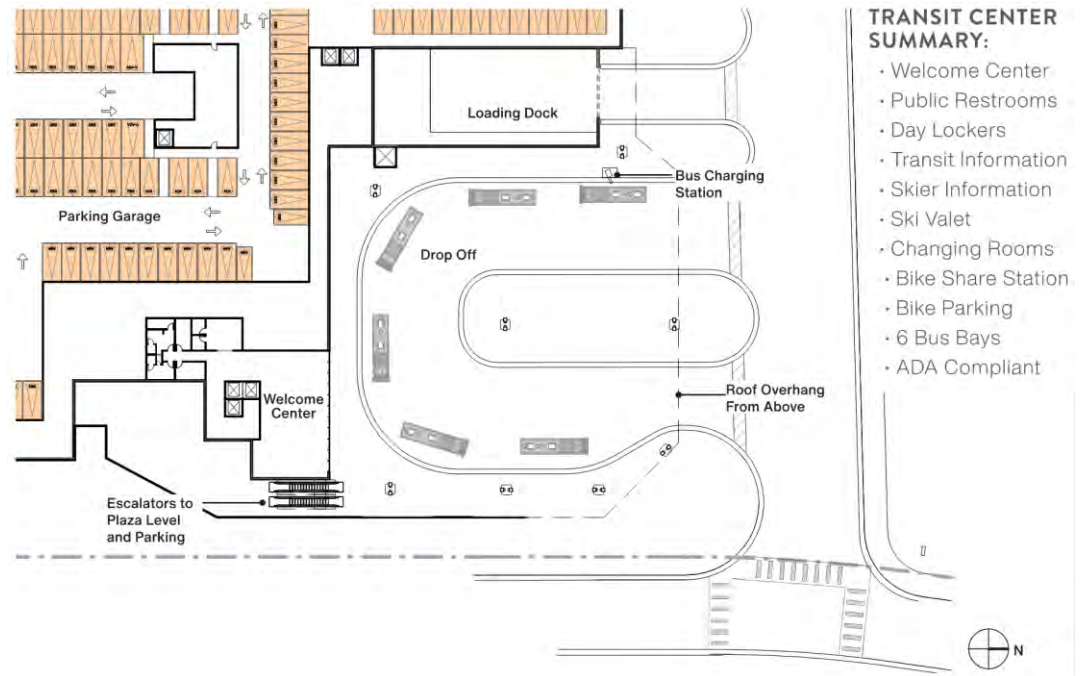 TRANSIT CENTER
SUMMARY:
· Welcome Center
· Public Restrooms
· Day Lockers
· Transit Information
· Skier Information
· Ski Valet
· Changing Rooms
· Bike Share Station
· Bike Parking
· 6 Bus Bays
· ADA Compliant
Loading Dock
Bus Charging
Station
Parking Garage
Drop Off
Welcome
Center
Roof Overhang
From Above
Escalators to
Plaza Level
and Parking
N